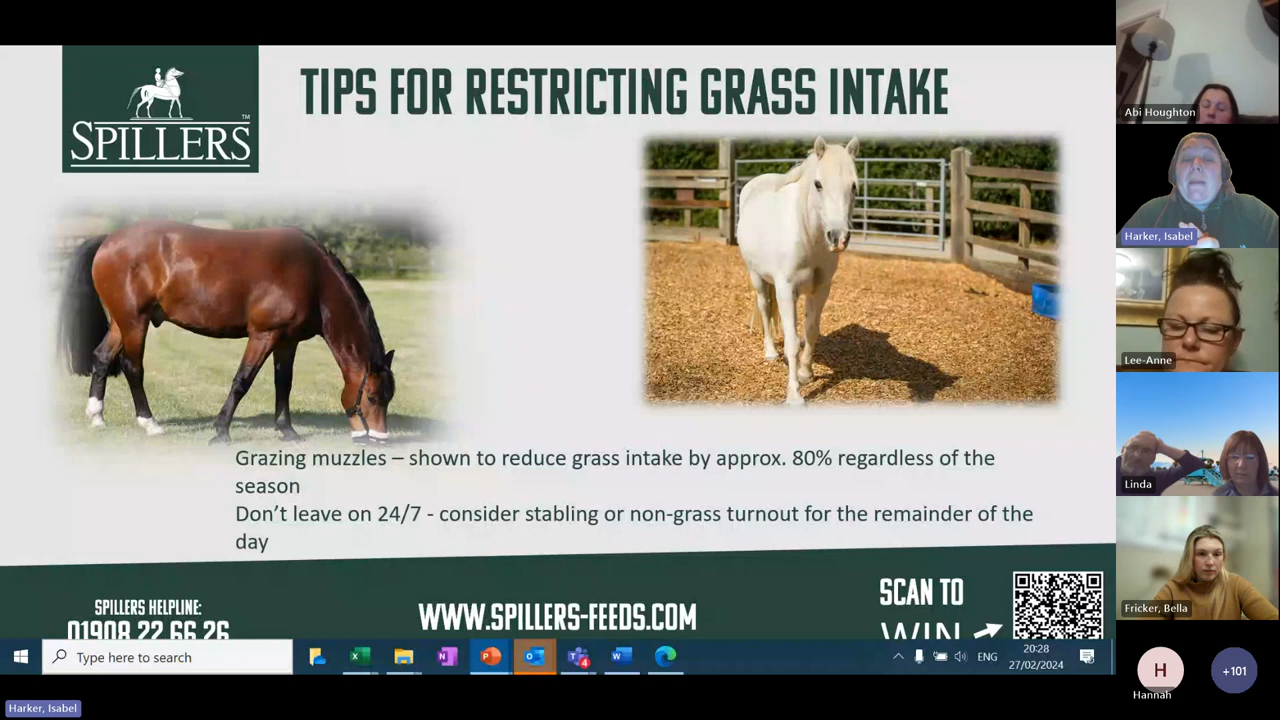 SPILLERS
TM
TIPS FOR RESTRICTING GRASS INTAKE
Grazing muzzles – shown to reduce grass intake by approx. 80% regardless of the
season
Don't leave on 24/7 - consider stabling or non-grass turnout for the remainder of the
day
SPILLERS HELPLINE:
01908 22 66 26
WWW.SPILLERS-FEEDS.COM
SCAN TO
WIN
Type here to search
4
ENG
20:28
27/02/2024
Harker, Isabel
Abi Houghton
Harker, Isabel
Lee-Anne
Linda
Fricker, Bella
H
Hannah
+101